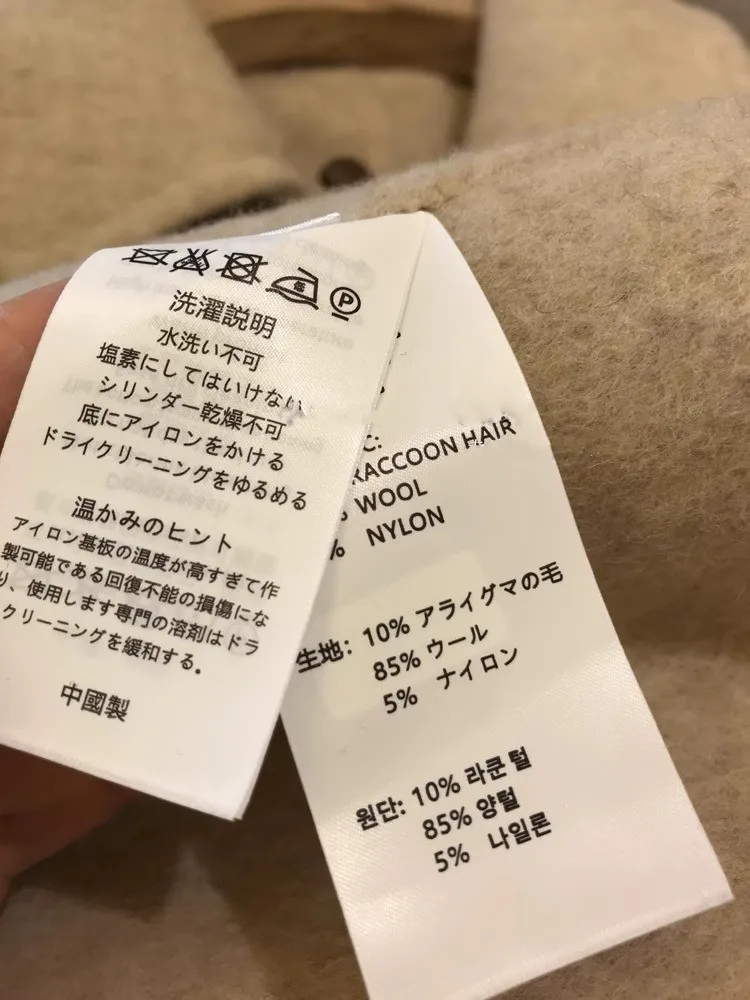 低
P
洗濯説明
水洗い不可
塩素にしてはいけない
シリンダー乾燥不可
底にアイロンをかける
ドライクリーニングをゆるめる
温かみのヒント
アイロン基板の温度が高すぎて作
製可能である回復不能の損傷にな
り、使用します専門の溶剤はドラ
クリーニングを緩和する。
中國製
C:
RACCOON HAIR
% WOOL
% NYLON
生地: 10% アライグマの毛
85% ウール
5% ナイロン
원단: 10% 라쿤 털
85% 양털
5% 나일론